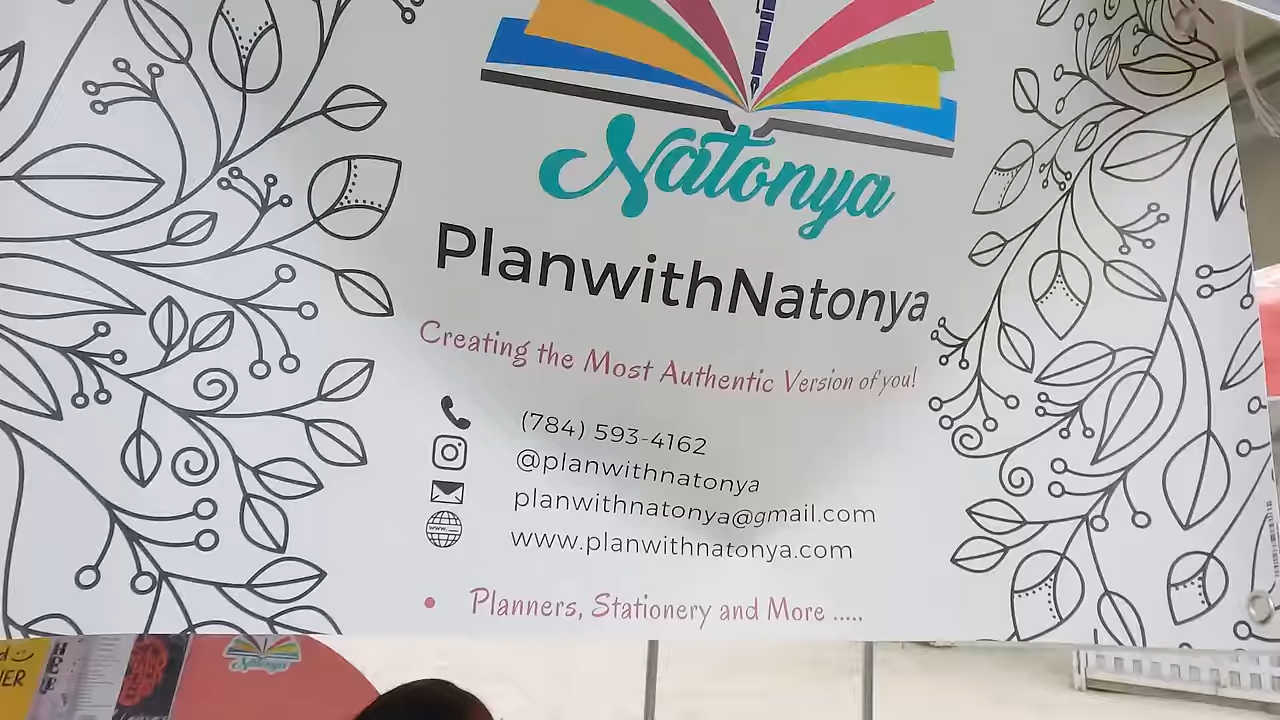 Natonya
PlanwithNatonya
Creating the Most Authentic Version of you!
(784) 593-4162
@planwithnatonya
planwithnatonya@gmail.com
www.planwithnatonya.com
• Planners, Stationery and More .....
Natonya